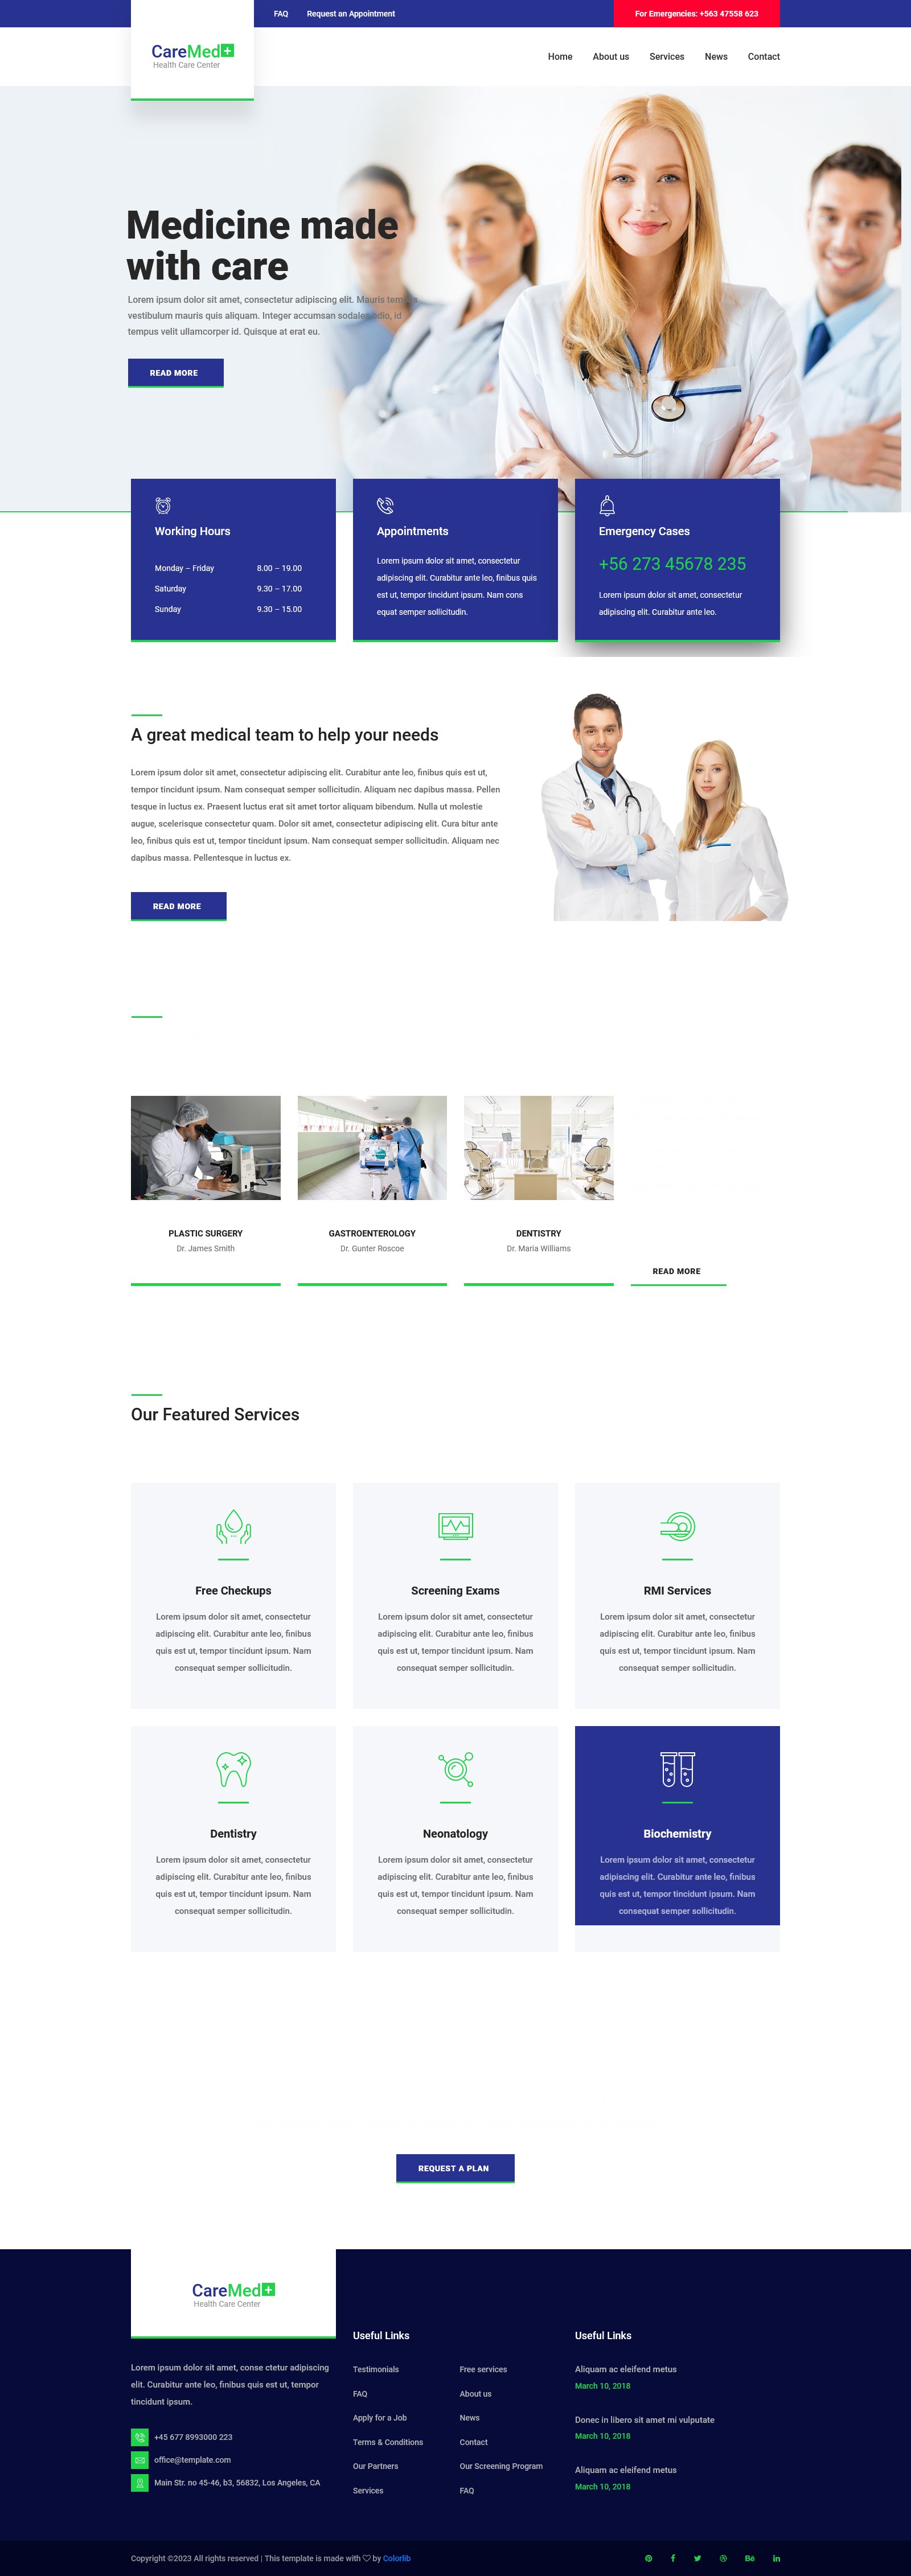 FAQ Request an Appointment For Emergencies: +563 47558 623
CareMed+
Health Care Center
Home About us Services News Contact
Medicine made
with care
Lorem ipsum dolor sit amet, consectetur adipiscing elit. Mauris tempus
vestibulum mauris quis aliquam. Integer accumsan sodales odio, id
tempus velit ullamcorper id. Quisque at erat eu.
READ MORE
Working Hours
Monday – Friday 8.00 – 19.00
Saturday 9.30 – 17.00
Sunday 9.30 – 15.00
Appointments
Lorem ipsum dolor sit amet, consectetur
adipiscing elit. Curabitur ante leo, finibus quis
est ut, tempor tincidunt ipsum. Nam cons
equat semper sollicitudin.
Emergency Cases
+56 273 45678 235
Lorem ipsum dolor sit amet, consectetur
adipiscing elit. Curabitur ante leo.
A great medical team to help your needs
Lorem ipsum dolor sit amet, consectetur adipiscing elit. Curabitur ante leo, finibus quis est ut,
tempor tincidunt ipsum. Nam consequat semper sollicitudin. Aliquam nec dapibus massa. Pellen
tesque in luctus ex. Praesent luctus erat sit amet tortor aliquam bibendum. Nulla ut molestie
augue, scelerisque consectetur quam. Dolor sit amet, consectetur adipiscing elit. Cura bitur ante
leo, finibus quis est ut, tempor tincidunt ipsum. Nam consequat semper sollicitudin. Aliquam nec
dapibus massa. Pellentesque in luctus ex.
READ MORE
PLASTIC SURGERY
Dr. James Smith
GASTROENTEROLOGY
Dr. Gunter Roscoe
DENTISTRY
Dr. Maria Williams
READ MORE
Our Featured Services
Free Checkups
Lorem ipsum dolor sit amet, consectetur
adipiscing elit. Curabitur ante leo, finibus
quis est ut, tempor tincidunt ipsum. Nam
consequat semper sollicitudin.
Screening Exams
Lorem ipsum dolor sit amet, consectetur
adipiscing elit. Curabitur ante leo, finibus
quis est ut, tempor tincidunt ipsum. Nam
consequat semper sollicitudin.
RMI Services
Lorem ipsum dolor sit amet, consectetur
adipiscing elit. Curabitur ante leo, finibus
quis est ut, tempor tincidunt ipsum. Nam
consequat semper sollicitudin.
Dentistry
Lorem ipsum dolor sit amet, consectetur
adipiscing elit. Curabitur ante leo, finibus
quis est ut, tempor tincidunt ipsum. Nam
consequat semper sollicitudin.
Neonatology
Lorem ipsum dolor sit amet, consectetur
adipiscing elit. Curabitur ante leo, finibus
quis est ut, tempor tincidunt ipsum. Nam
consequat semper sollicitudin.
Biochemistry
Lorem ipsum dolor sit amet, consectetur
adipiscing elit. Curabitur ante leo, finibus
quis est ut, tempor tincidunt ipsum. Nam
consequat semper sollicitudin.
REQUEST A PLAN
CareMed+
Health Care Center
Lorem ipsum dolor sit amet, conse ctetur adipiscing
elit. Curabitur ante leo, finibus quis est ut, tempor
tincidunt ipsum.
+45 677 8993000 223
office@template.com
Main Str. no 45-46, b3, 56832, Los Angeles, CA
Useful Links
Testimonials
FAQ
Apply for a Job
Terms & Conditions
Our Partners
Services
Free services
About us
News
Contact
Our Screening Program
FAQ
Useful Links
Aliquam ac eleifend metus
March 10, 2018
Donec in libero sit amet mi vulputate
March 10, 2018
Aliquam ac eleifend metus
March 10, 2018
Copyright ©2023 All rights reserved | This template is made with ♡ by Colorlib